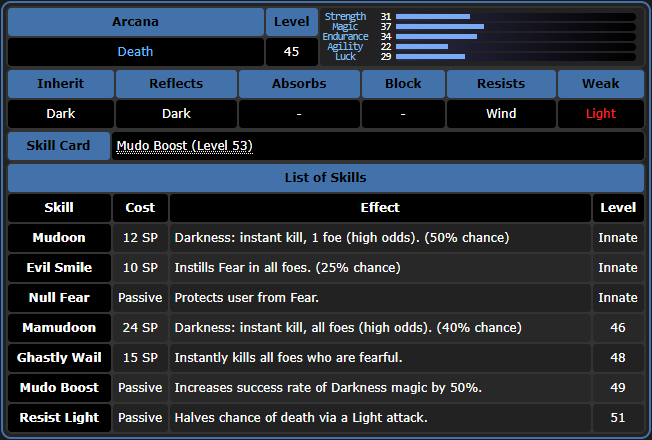 Arcana Level
Death 45
Strength 31
Magic 37
Endurance 34
Agility 22
Luck 29
Inherit Reflects Absorbs Block Resists Weak
Dark Dark - - Wind Light
Skill Card Mudo Boost (Level 53)
List of Skills
Skill Cost Effect Level
Mudoon 12 SP Darkness: instant kill, 1 foe (high odds). (50% chance) Innate
Evil Smile 10 SP Instills Fear in all foes. (25% chance) Innate
Null Fear Passive Protects user from Fear. Innate
Mamudoon 24 SP Darkness: instant kill, all foes (high odds). (40% chance) 46
Ghastly Wail 15 SP Instantly kills all foes who are fearful. 48
Mudo Boost Passive Increases success rate of Darkness magic by 50%. 49
Resist Light Passive Halves chance of death via a Light attack. 51